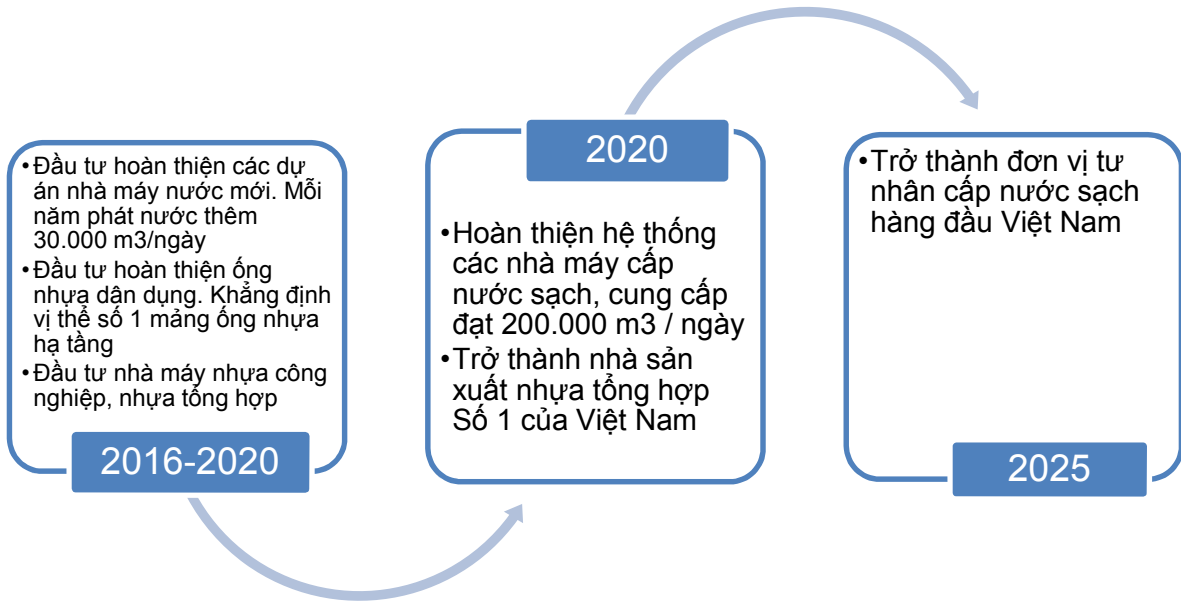 •Đầu tư hoàn thiện các dự
án nhà máy nước mới. Mỗi
năm phát nước thêm
30.000 m3/ngày
•Đầu tư hoàn thiện ống
nhựa dân dụng. Khẳng định
vị thế số 1 mảng ống nhựa
hạ tầng
•Đầu tư nhà máy nhựa công
nghiệp, nhựa tổng hợp
2016-2020
2020
•Hoàn thiện hệ thống
các nhà máy cấp
nước sạch, cung cấp
đạt 200.000 m3 / ngày
•Trở thành nhà sản
xuất nhựa tổng hợp
Số 1 của Việt Nam
•Trở thành đơn vị tư
nhân cấp nước sạch
hàng đầu Việt Nam
2025